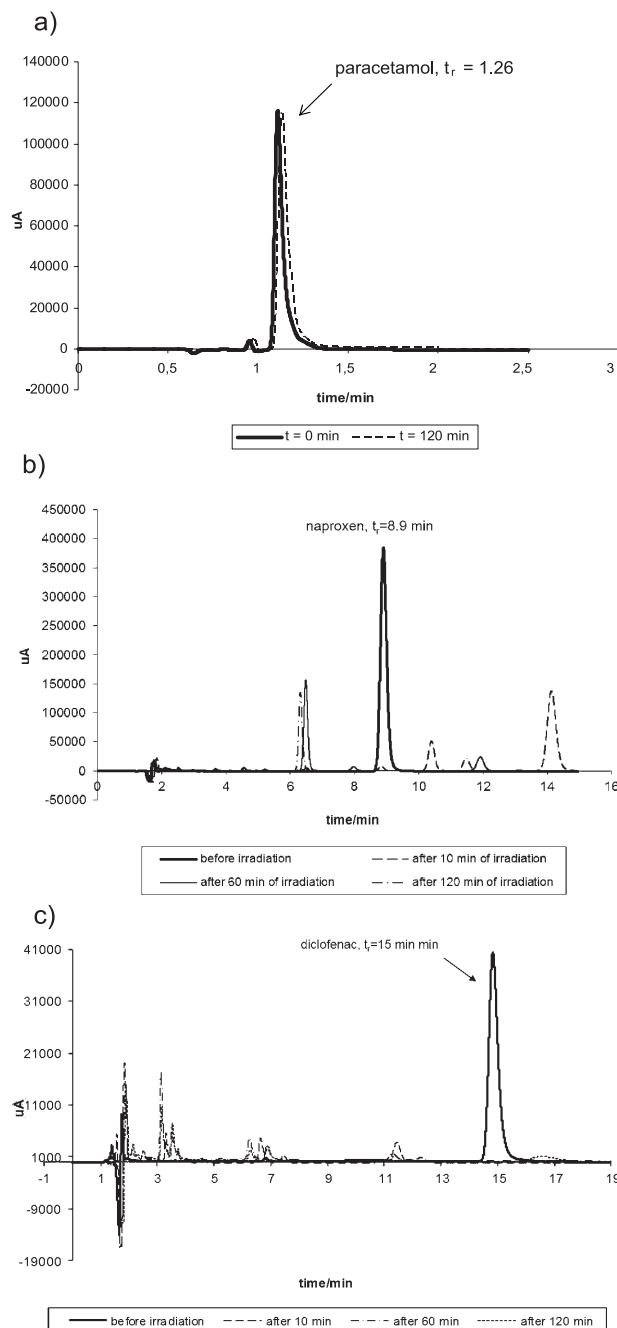 a)
paracetamol, tr = 1.26
140000
120000
100000
80000
60000
40000
20000
0
-20000
uA
0
0,5
1
1,5
2
2,5
3
time/min
t = 0 min
t = 120 min
b)
naproxen, tr=8.9 min
450000
400000
350000
300000
250000
200000
150000
100000
50000
0
-50000
uA
0
2
4
6
8
10
12
14
16
time/min
before irradiation
after 10 min of irradiation
after 60 min of irradiation
after 120 min of irradiation
c)
diclofenac, tr=15 min min
41000
31000
21000
11000
1000
-9000
-19000
uA
-1
1
3
5
7
9
11
13
15
17
19
time/min
before irradiation
after 10 min
after 60 min
after 120 min